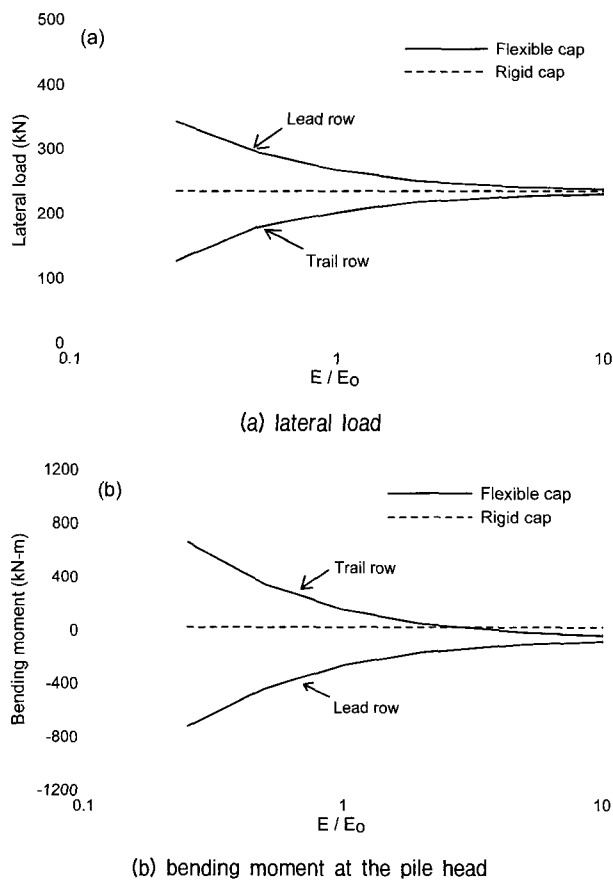 500
(a)
Flexible cap
Rigid cap
400
Lead row
300
Lateral load (kN)
200
Trail row
100
0
0.1
1
10
E / Eo
(a) lateral load
1200
(b)
Flexible cap
Rigid cap
800
400
Trail row
Bending moment (kN-m)
0
-400
Lead row
-800
-1200
0.1
1
10
E / Eo
(b) bending moment at the pile head